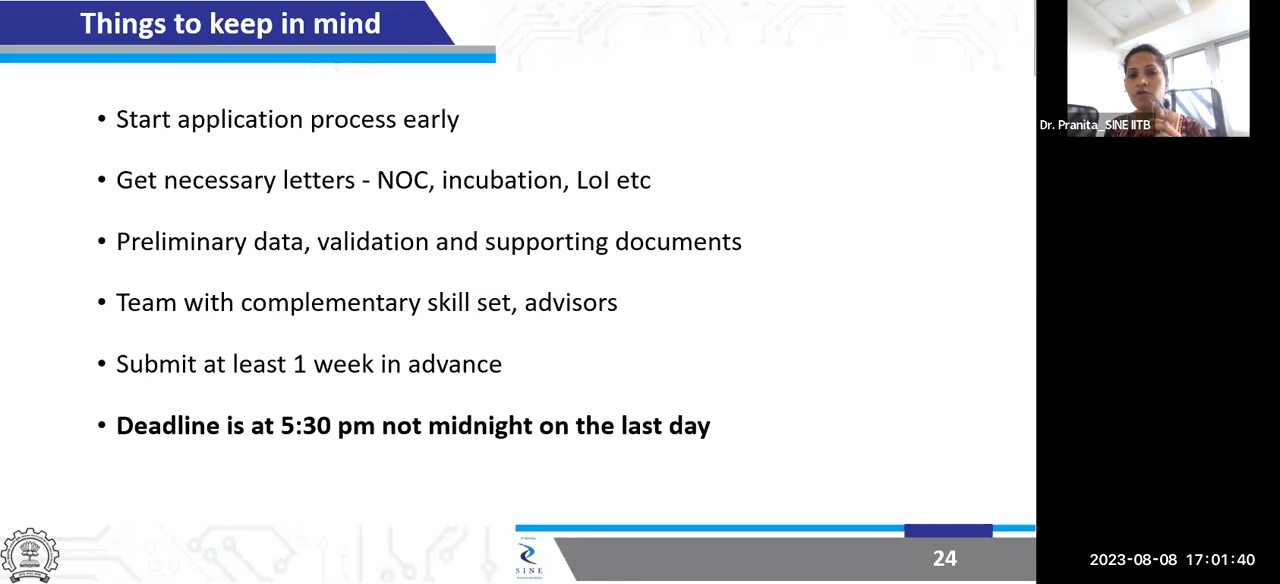 Things to keep in mind
• Start application process early
• Get necessary letters - NOC, incubation, LoI etc
• Preliminary data, validation and supporting documents
• Team with complementary skill set, advisors
• Submit at least 1 week in advance
• Deadline is at 5:30 pm not midnight on the last day
SINE
24
Dr. Pranita_SINE IITB
2023-08-08 17:01:40